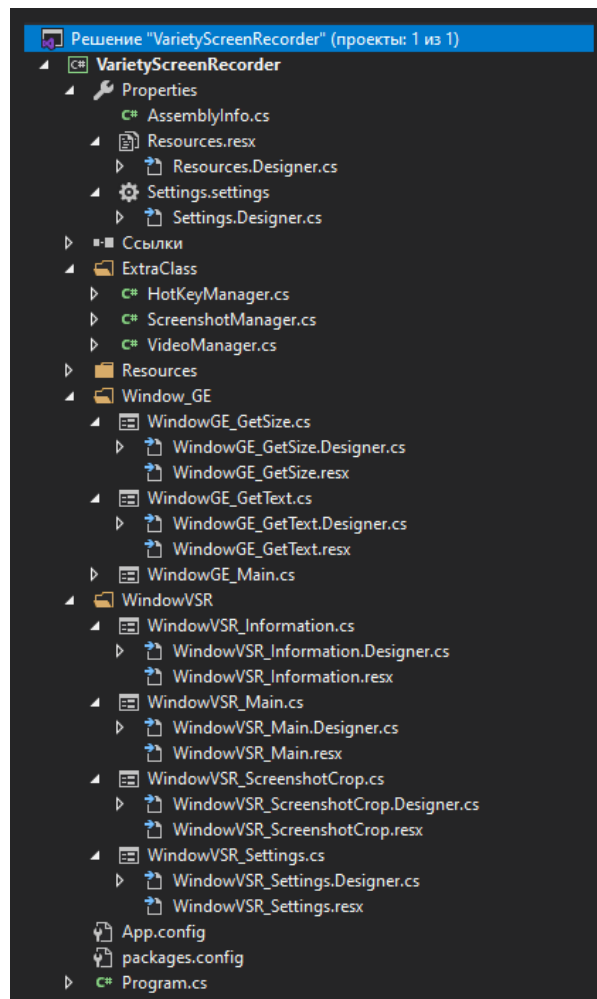 Решение "VarietyScreenRecorder" (проекты: 1 из 1)
C# VarietyScreenRecorder
Properties
C# AssemblyInfo.cs
Resources.resx
Resources.Designer.cs
Settings.settings
Settings.Designer.cs
Ссылки
ExtraClass
C# HotKeyManager.cs
C# ScreenshotManager.cs
C# VideoManager.cs
Resources
Window_GE
WindowGE_GetSize.cs
WindowGE_GetSize.Designer.cs
WindowGE_GetSize.resx
WindowGE_GetText.cs
WindowGE_GetText.Designer.cs
WindowGE_GetText.resx
WindowGE_Main.cs
WindowVSR
WindowVSR_Information.cs
WindowVSR_Information.Designer.cs
WindowVSR_Information.resx
WindowVSR_Main.cs
WindowVSR_Main.Designer.cs
WindowVSR_Main.resx
WindowVSR_ScreenshotCrop.cs
WindowVSR_ScreenshotCrop.Designer.cs
WindowVSR_ScreenshotCrop.resx
WindowVSR_Settings.cs
WindowVSR_Settings.Designer.cs
WindowVSR_Settings.resx
App.config
packages.config
C# Program.cs